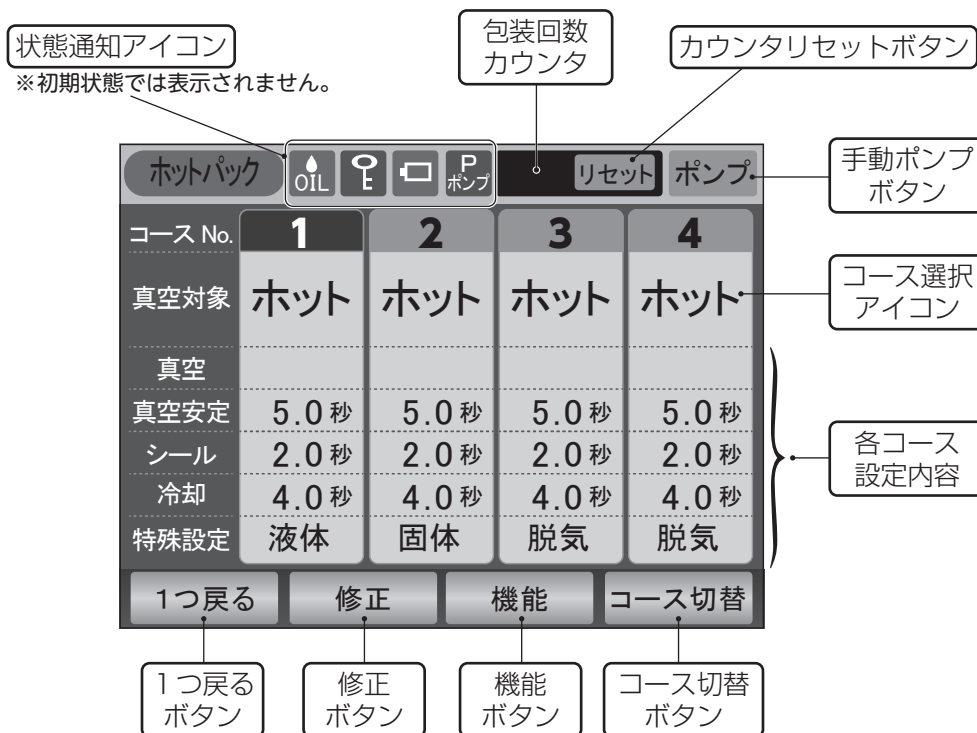 状態通知アイコン
※初期状態では表示されません。
包装回数
カウンタ
カウンタリセットボタン
ホットパック
OIL
E
P
ポンプ
リセット
ポンプ
手動ポンプ
ボタン
コース No. 1 2 3 4
真空対象 ホット ホット ホット ホット
コース選択
アイコン
真空
真空安定 5.0秒 5.0秒 5.0秒 5.0秒
シール 2.0秒 2.0秒 2.0秒 2.0秒
冷却 4.0秒 4.0秒 4.0秒 4.0秒
特殊設定 液体 固体 脱気 脱気
各コース
設定内容
1つ戻る 修正 機能 コース切替
1つ戻る
ボタン
修正
ボタン
機能
ボタン
コース切替
ボタン